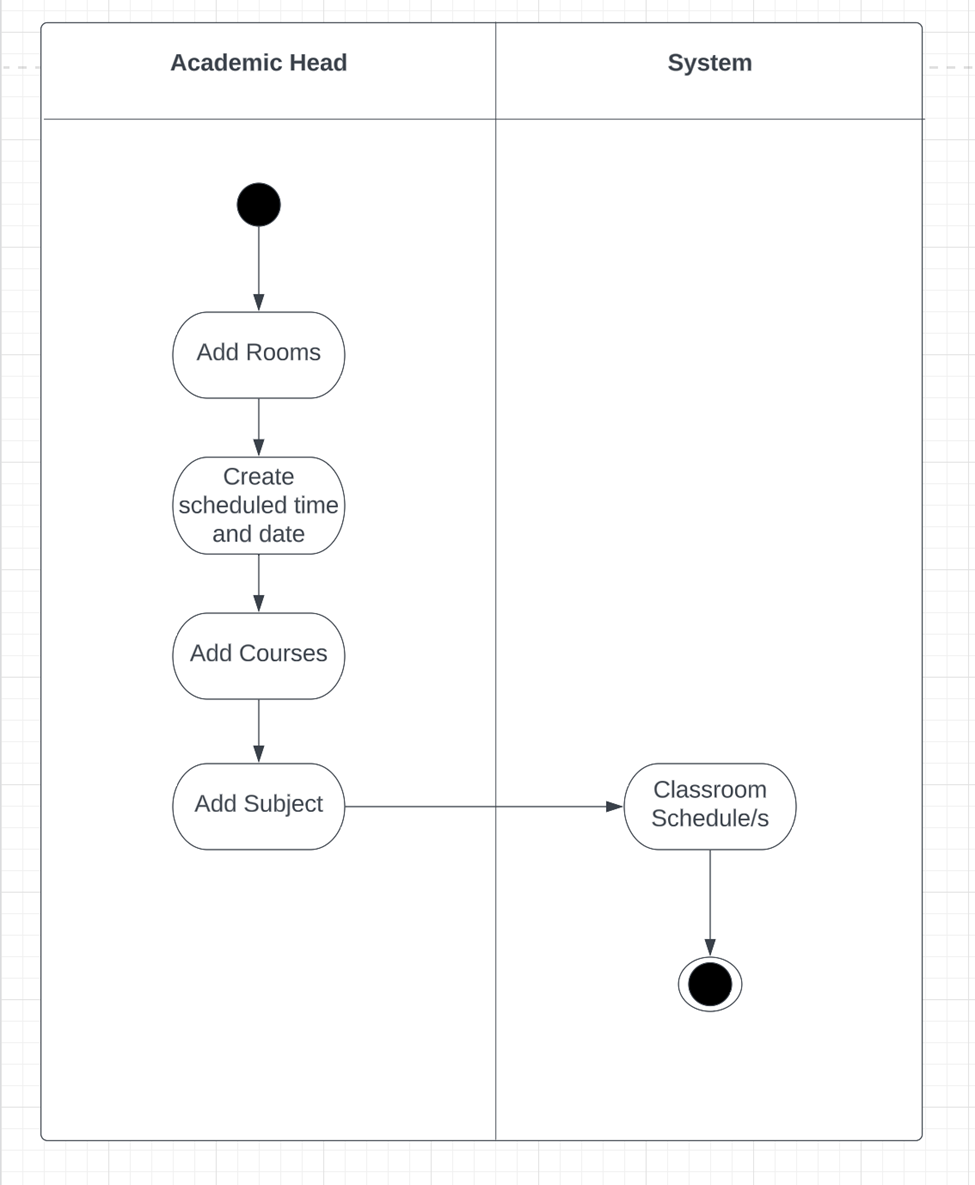 Academic Head
System
Add Rooms
Create
scheduled time
and date
Add Courses
Add Subject
Classroom
Schedule/s